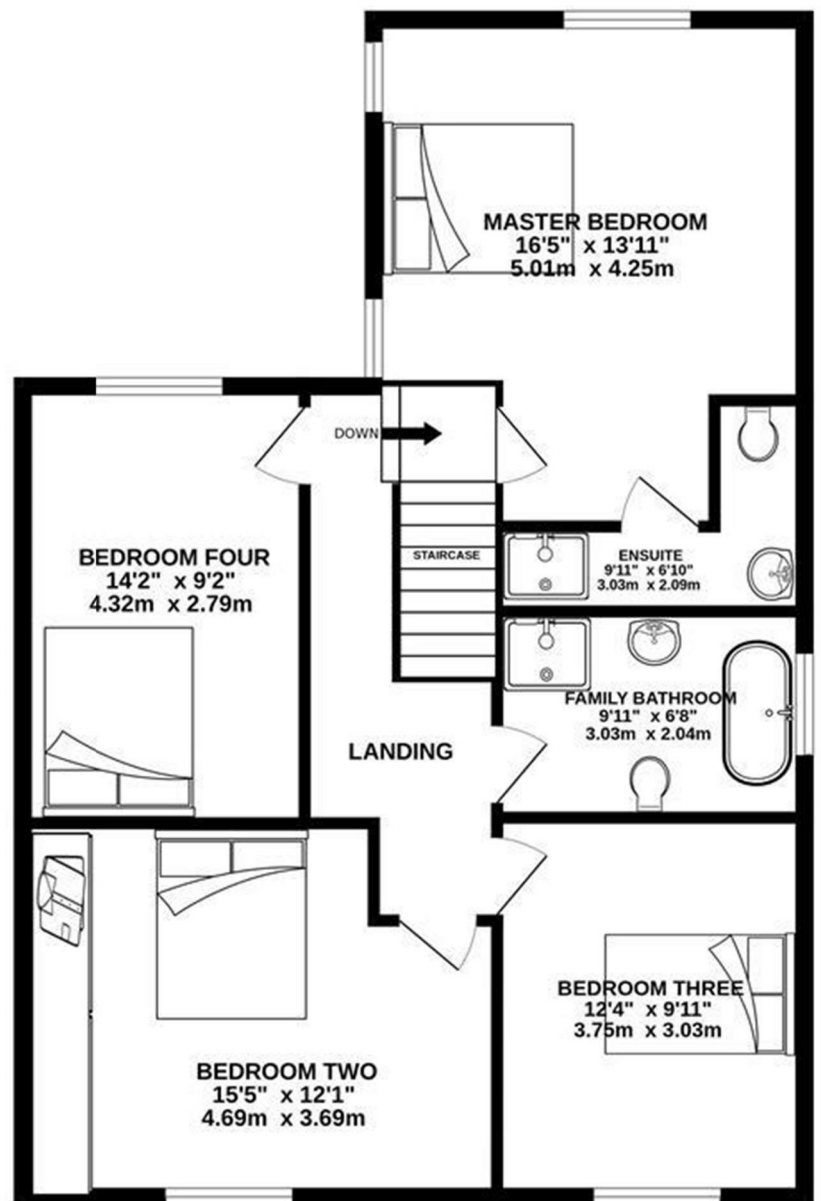 MASTER BEDROOM
16'5" x 13'11"
5.01m x 4.25m
DOWN
STAIRCASE
BEDROOM FOUR
14'2" x 9'2"
4.32m x 2.79m
ENSUITE
9'11" x 6'10"
3.03m x 2.09m
FAMILY BATHROOM
9'11" x 6'8"
3.03m x 2.04m
LANDING
BEDROOM THREE
12'4" x 9'11"
3.75m x 3.03m
BEDROOM TWO
15'5" x 12'1"
4.69m x 3.69m